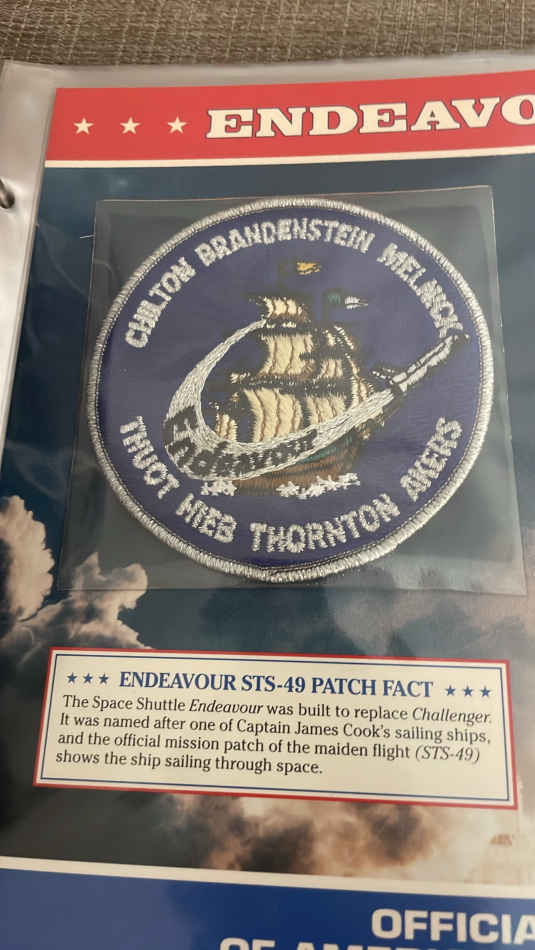 ★ ★ ★ ENDEAVO
CHILTON BRANDENSTEIN MELNICK
Endeavour
THUOT HIEB THORNTON AKERS
★ ★ ★ ENDEAVOUR STS-49 PATCH FACT ★ ★ ★
The Space Shuttle Endeavour was built to replace Challenger.
It was named after one of Captain James Cook's sailing ships,
and the official mission patch of the maiden flight (STS-49)
shows the ship sailing through space.
OFFICIA
OF AMERI